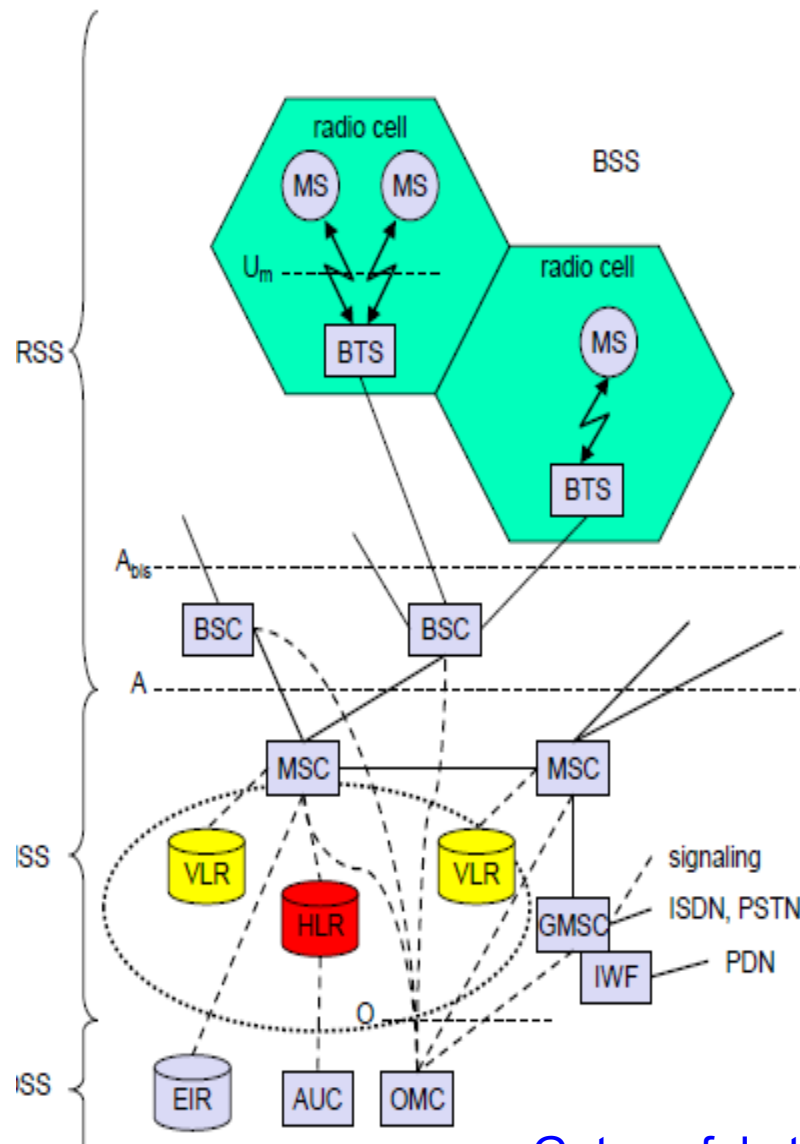 radio cell
BSS
MS MS
radio cell
Um
MS
RSS
BTS
BTS
Abis
BSC BSC
A
MSC MSC
VLR VLR
signaling
HLR
GMSC
ISDN, PSTN
IWF
PDN
O
EIR AUC OMC